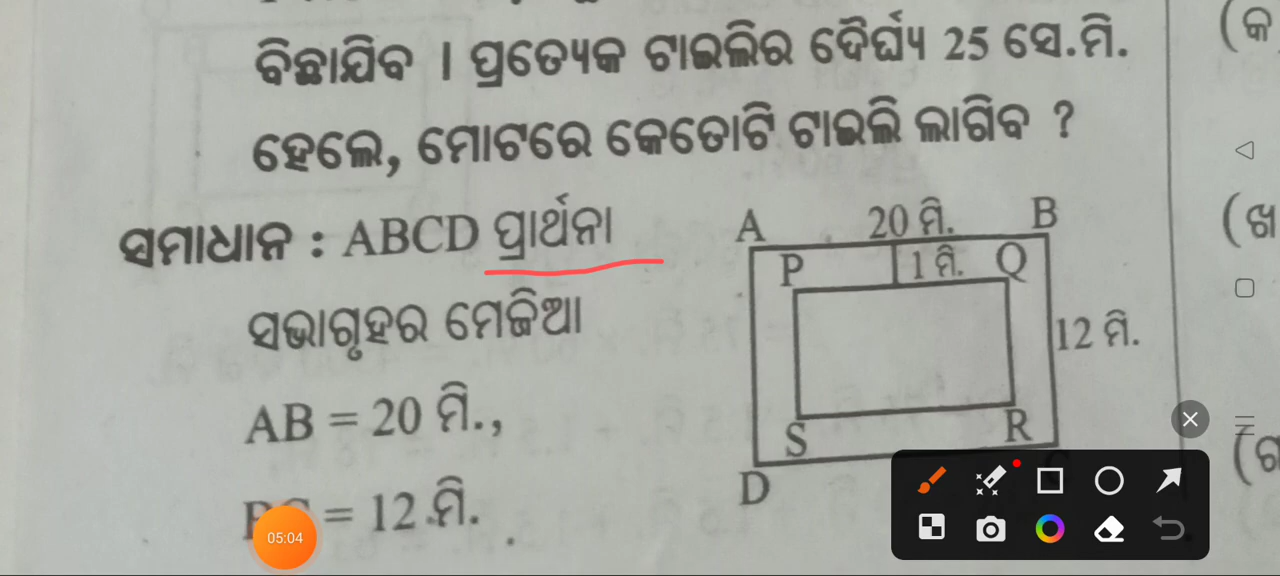 ବିଛାଯିବ । ପ୍ରତ୍ୟେକ ଟାଇଲିର ଦୈର୍ଘ୍ୟ 25 ସେ.ମି.
ହେଲେ, ମୋଟରେ କେତୋଟି ଟାଇଲି ଲାଗିବ ?
ସମାଧାନ : ABCD ପ୍ରାର୍ଥନା
ସଭାଗୃହର ମେଜିଆ
AB = 20 ମି.,
= 12 ମି.
A 20 ମି. B
P 1 ମି. Q
12 ମି.
S R
D
(କ
(ଖ
(ଗ
05:04